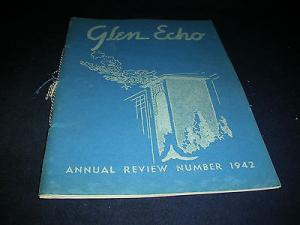 Glen Echo
ANNUAL REVIEW NUMBER 1942